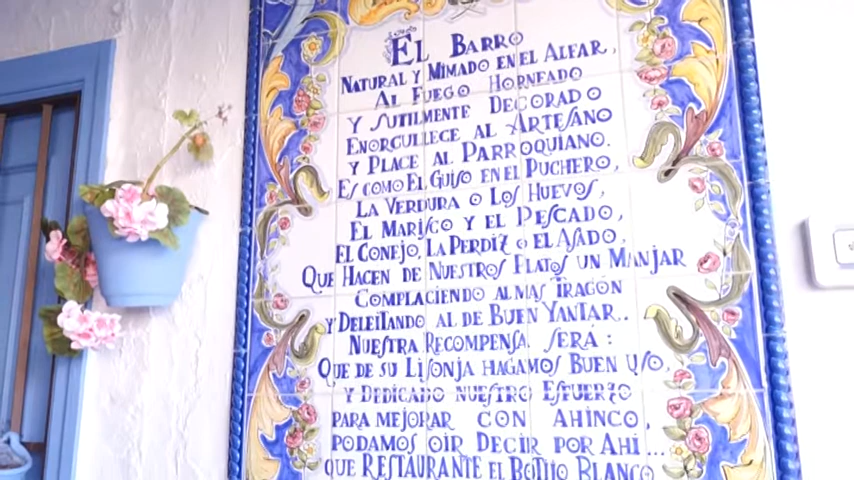 EL BARRO
NATURAL Y MIMADO EN EL ALFAR,
AL FUEGO HORNEADO
Y SUTILMENTE DECORADO
ENORGULLECE AL ARTESANO
Y PLACE AL PARROQUIANO.
ES COMO EL GUISO EN EL PUCHERO,
LA VERDURA O LOS HUEVOS,
EL MARISCO Y EL PESCADO,
EL CONEJO, LA PERDIZ O EL ASADO,
QUE HACEN DE NUESTROS PLATOS UN MANJAR
COMPLACIENDO AL MAS TRAGÓN
Y DELEITANDO AL DE BUEN YANTAR.
NUESTRA RECOMPENSA SERÁ:
QUE DE SU LISONJA HAGAMOS BUEN USO,
Y DEDICADO NUESTRO ESFUERZO
PARA MEJORAR CON AHINCO,
PODAMOS OIR DECIR POR AHI...
QUE RESTAURANTE EL BOTIJO BLANCO